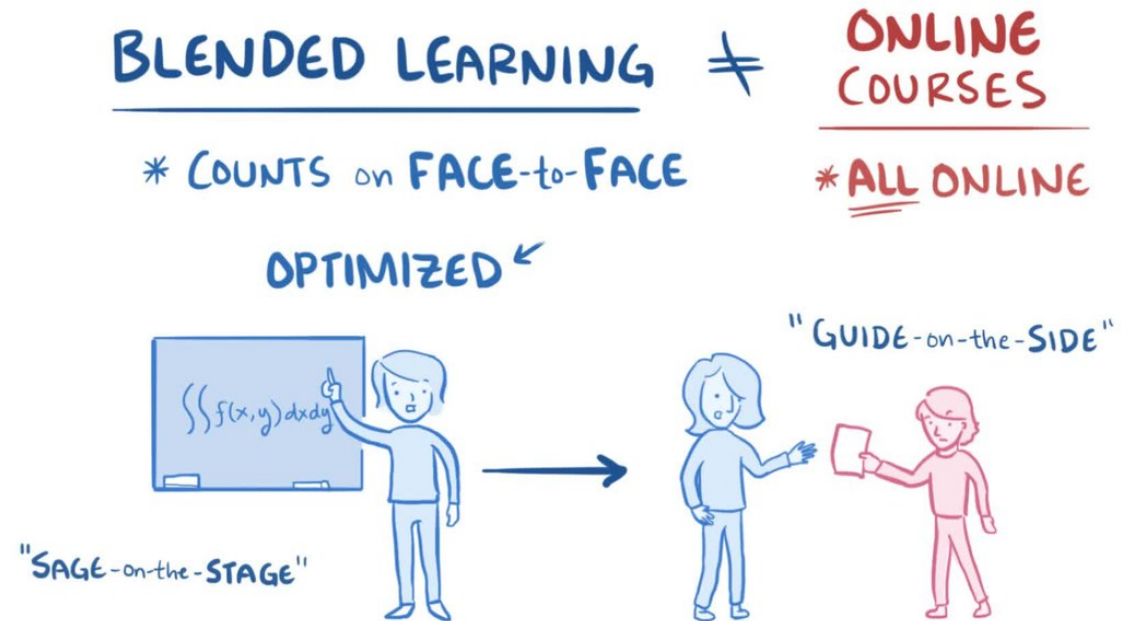 BLENDED LEARNING ≠ ONLINE COURSES
* COUNTS on FACE-to-FACE
* ALL ONLINE
OPTIMIZED
"GUIDE-on-the-SIDE"
∫∫f(x,y)dxdy
"SAGE-on-the-STAGE"